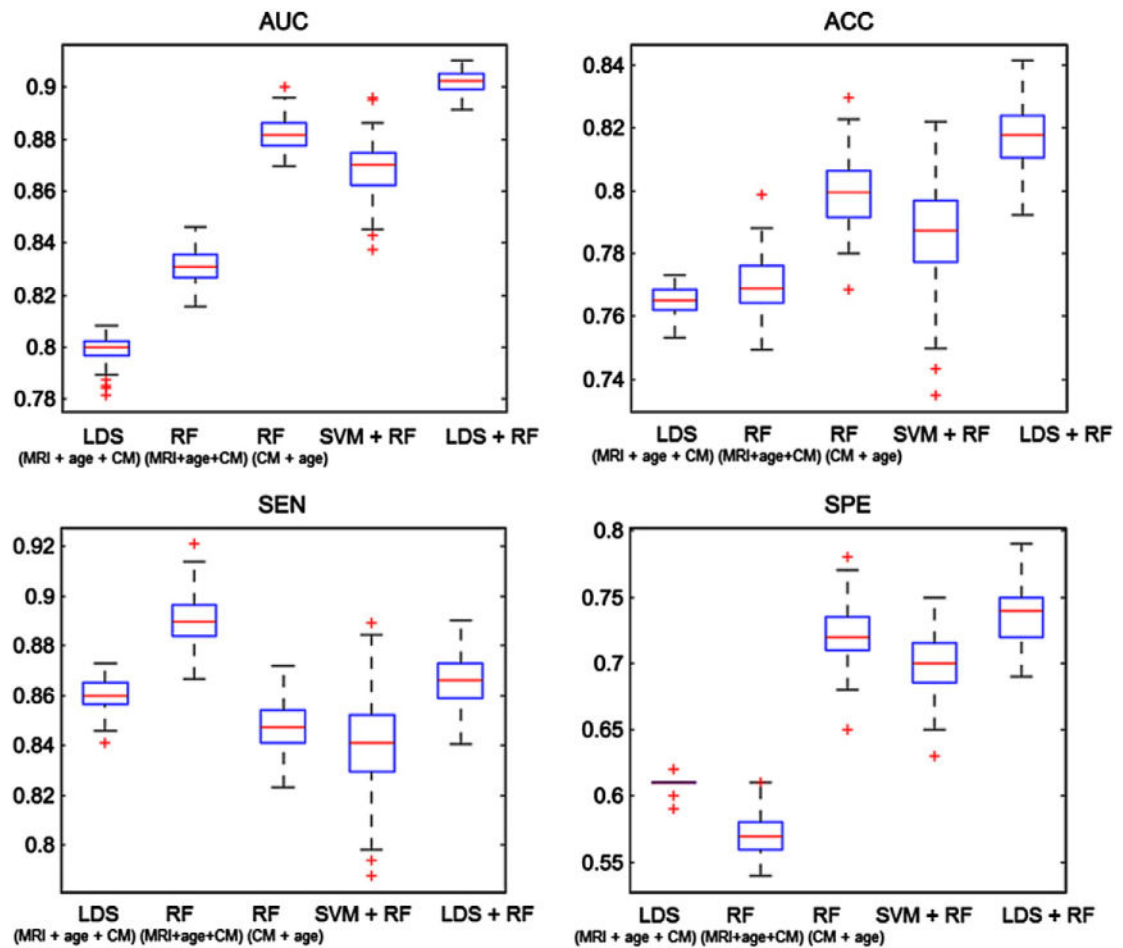 AUC
0.9
0.88
0.86
0.84
0.82
0.8
0.78
LDS RF RF SVM + RF LDS + RF
(MRI + age + CM) (MRI+age+CM) (CM + age)
ACC
0.84
0.82
0.8
0.78
0.76
0.74
LDS RF RF SVM + RF LDS + RF
(MRI + age + CM) (MRI+age+CM) (CM + age)
SEN
0.92
0.9
0.88
0.86
0.84
0.82
0.8
LDS RF RF SVM + RF LDS + RF
(MRI + age + CM) (MRI+age+CM) (CM + age)
SPE
0.8
0.75
0.7
0.65
0.6
0.55
LDS RF RF SVM + RF LDS + RF
(MRI + age + CM) (MRI+age+CM) (CM + age)